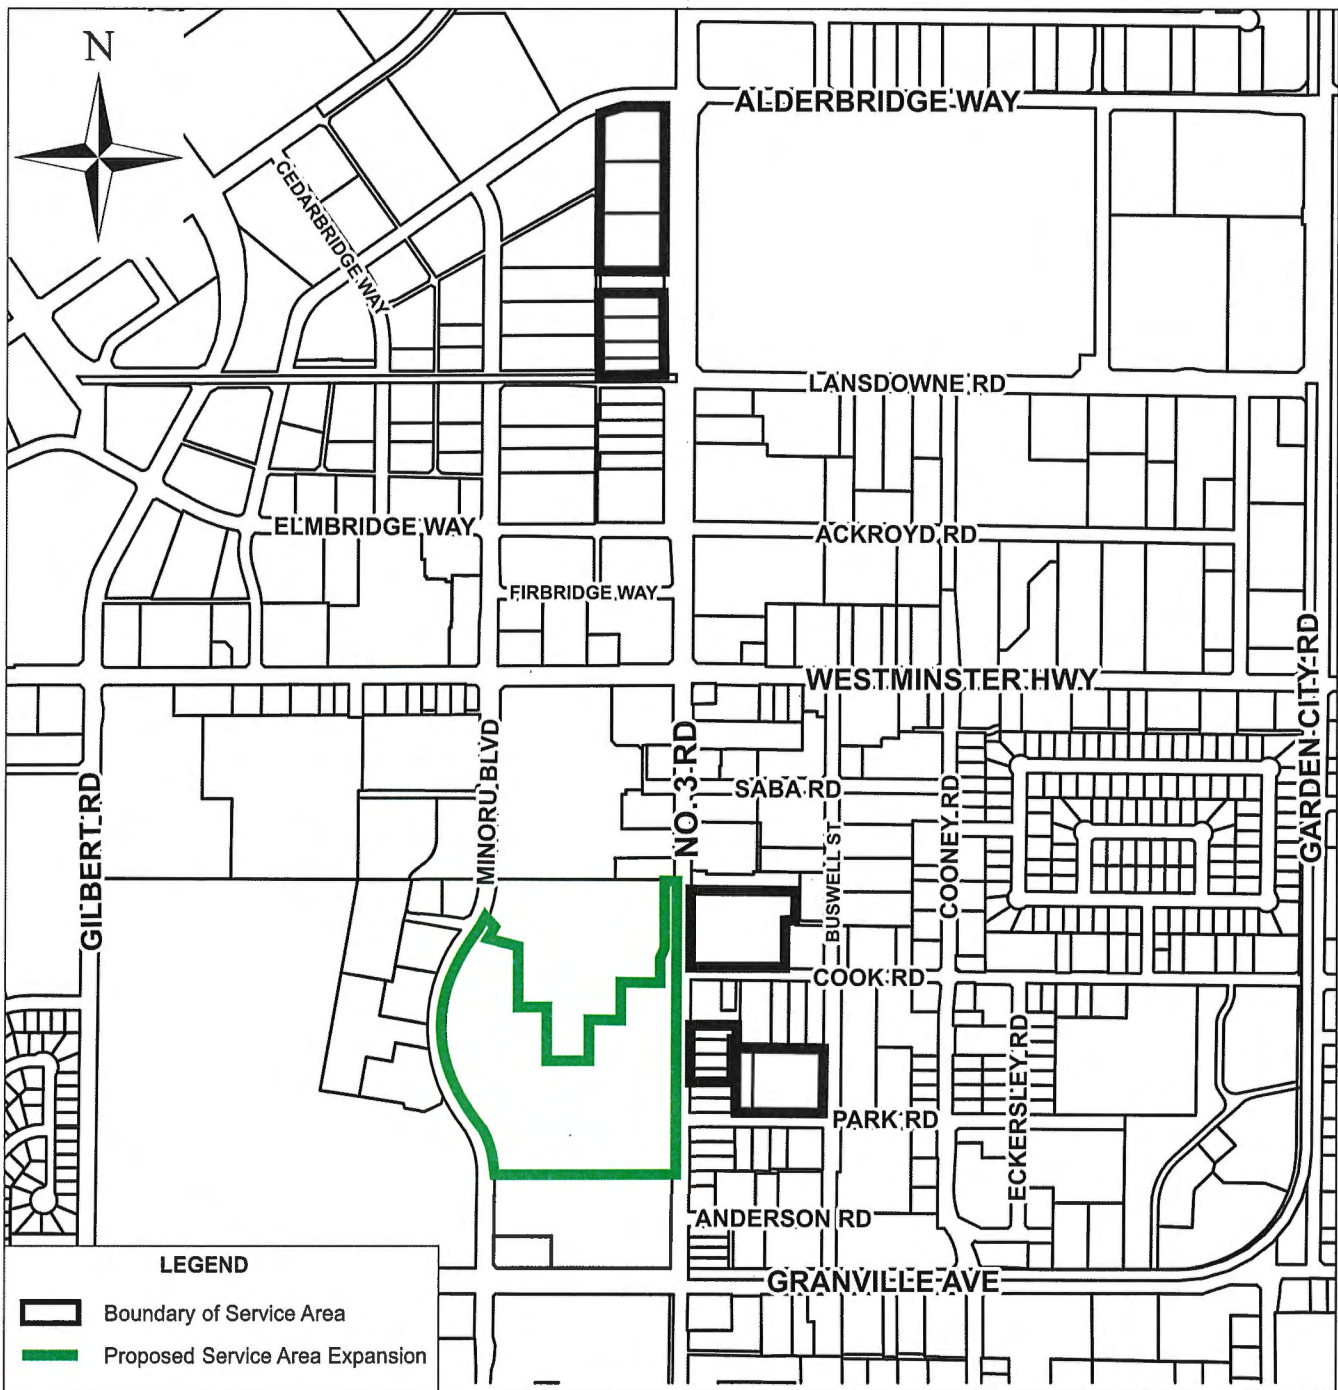 N
ALDERBRIDGE WAY
CEDARBRIDGE WAY
LANSDOWNE RD
ELMBRIDGE WAY
ACKROYD RD
FIRBRIDGE WAY
WESTMINSTER HWY
GARDEN CITY RD
MINORU BLVD
NO. 3 RD
SABA RD
GILBERT RD
BUSWELL ST
COONEY RD
COOK RD
ECKERSLEY RD
PARK RD
ANDERSON RD
GRANVILLE AVE
LEGEND
Boundary of Service Area
Proposed Service Area Expansion